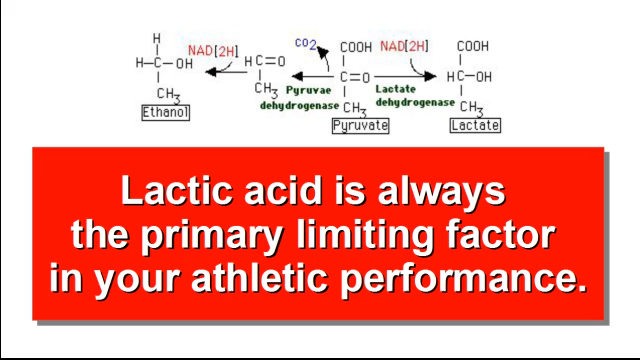 H
H-C-OH
CH3
Ethanol
NAD[2H]
HC=O
CH3
Pyruvae
dehydrogenase
CO2
COOH
C=O
CH3
Pyruvate
NAD[2H]
Lactate
dehydrogenase
COOH
HC-OH
CH3
Lactate
Lactic acid is always
the primary limiting factor
in your athletic performance.